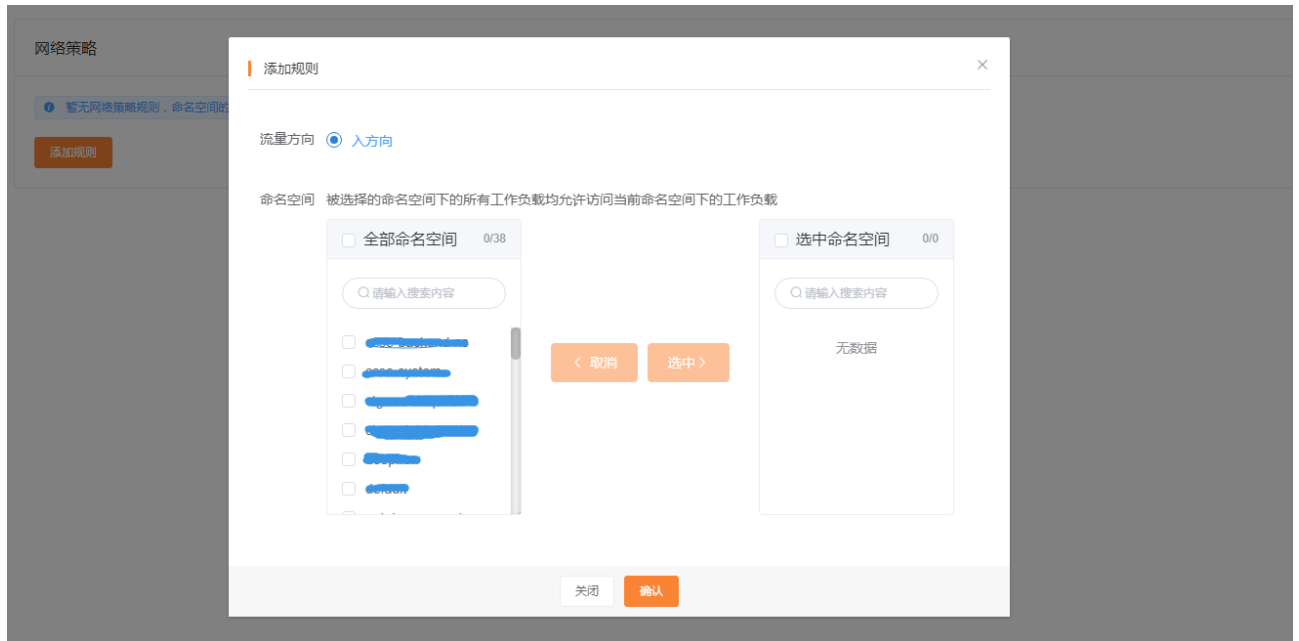 网络策略
添加规则
暂无网络策略规则，命名空间的
添加规则
流量方向 入方向
命名空间 被选择的命名空间下的所有工作负载均允许访问当前命名空间下的工作负载
全部命名空间 0/38
选中命名空间 0/0
请输入搜索内容
请输入搜索内容
无数据
取消 选中
default
关闭 确认